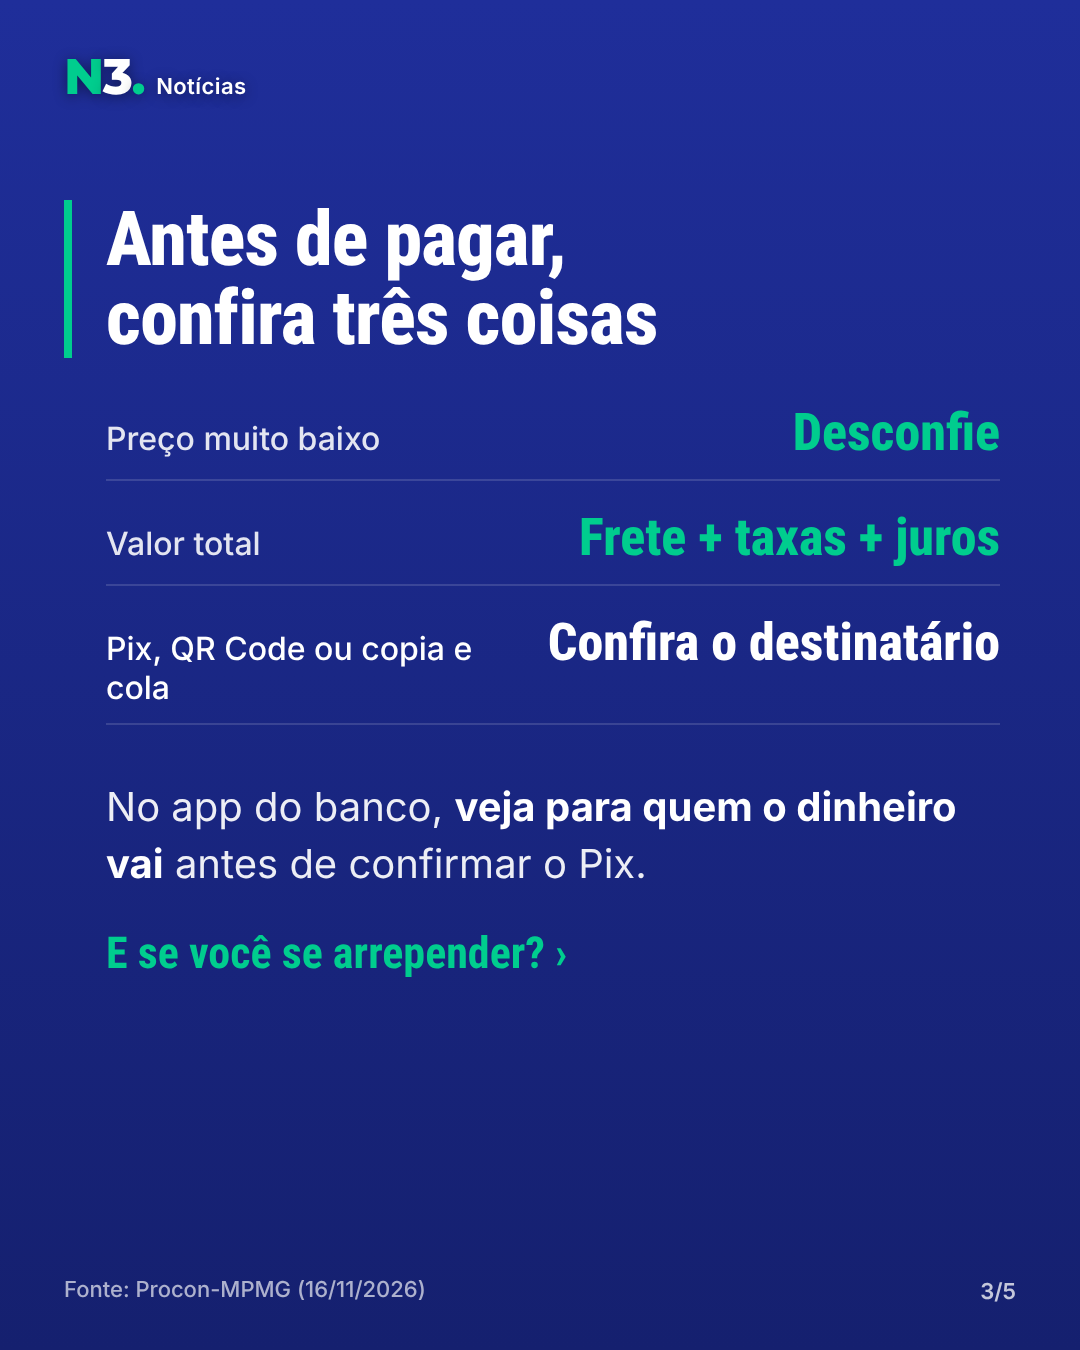 N3. Notícias
Antes de pagar,
confira três coisas
Preço muito baixo Desconfie
Valor total Frete + taxas + juros
Pix, QR Code ou copia e cola Confira o destinatário
No app do banco, veja para quem o dinheiro
vai antes de confirmar o Pix.
E se você se arrepender? ›
Fonte: Procon-MPMG (16/11/2026) 3/5